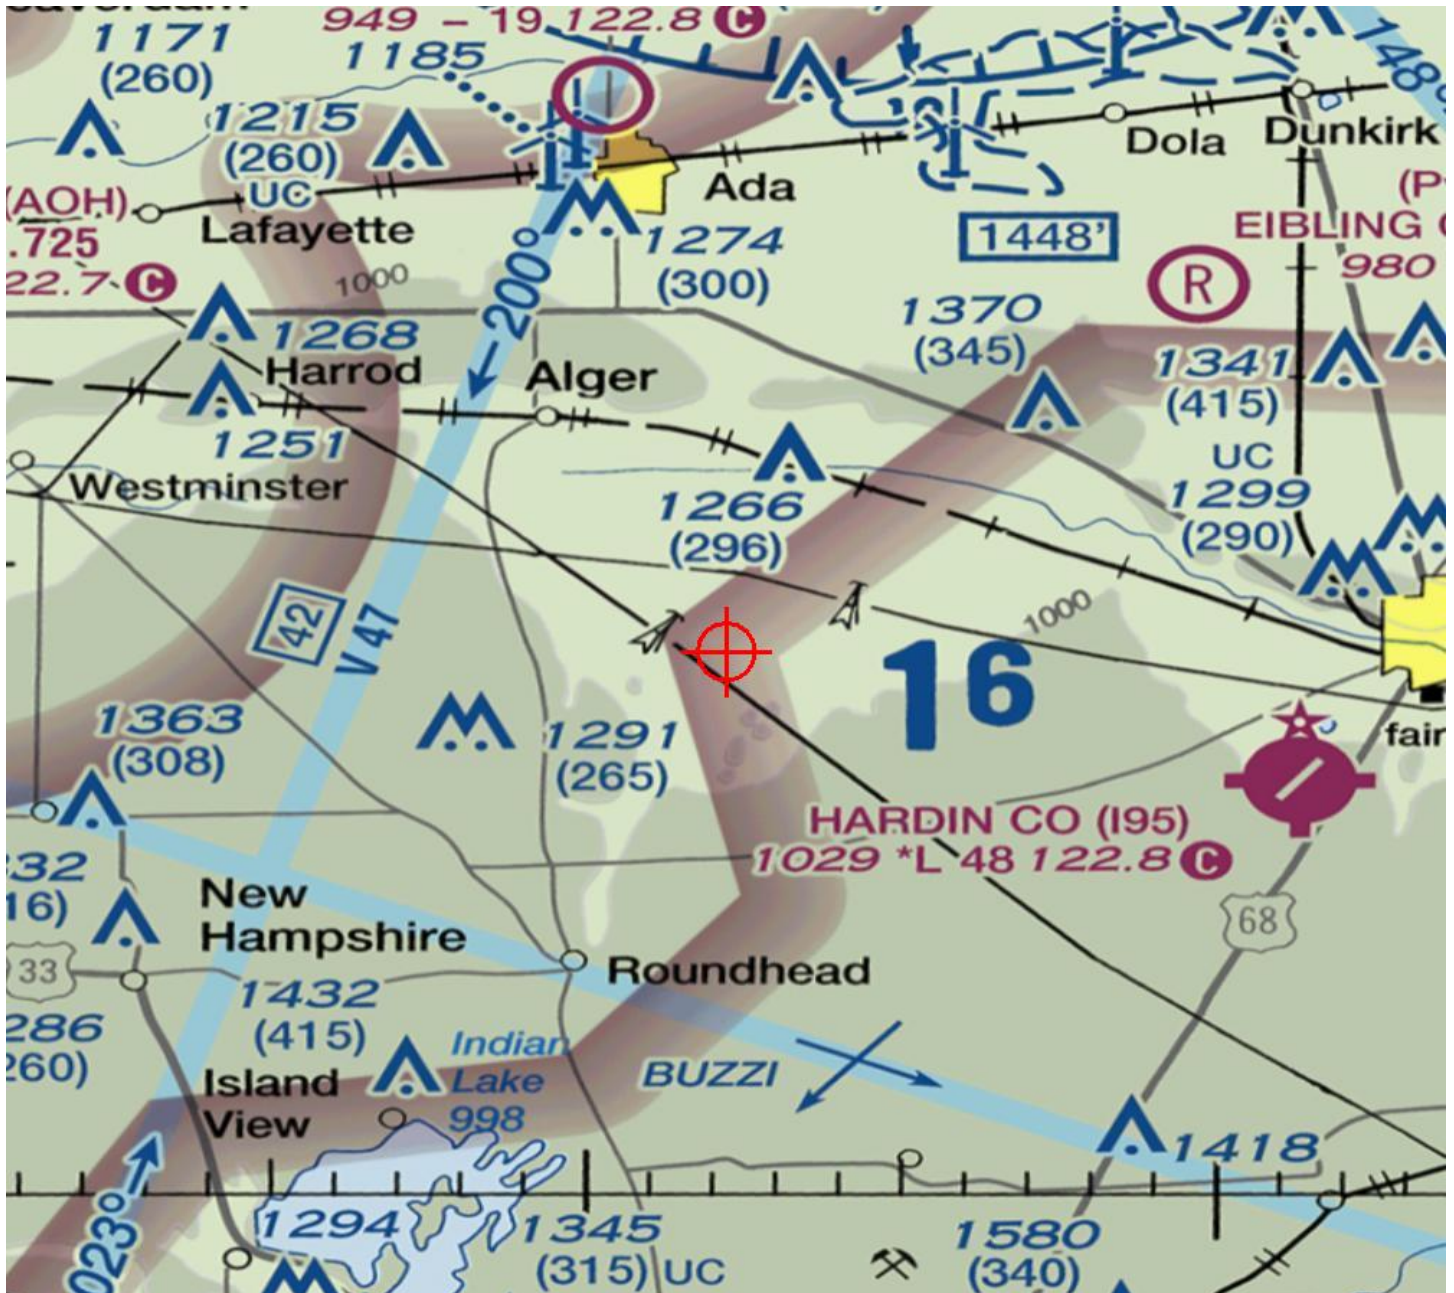 949 - 19 122.8 C
1171
(260)
1185
148°
1215
(260)
UC
Dola
Dunkirk
(AOH)
.725
22.7 C
Lafayette
Ada
1274
(300)
1448'
EIBLING
980
R
1000
200°
1268
Harrod
1251
Alger
1370
(345)
1341
(415)
UC
1299
(290)
Westminster
1266
(296)
42
V 47
1000
16
1363
(308)
1291
(265)
fair
HARDIN CO (I95)
1029 *L 48 122.8 C
32
16)
New
Hampshire
68
33
Roundhead
1432
(415)
286
260)
Indian
Lake
998
BUZZI
Island
View
1418
023°
1294
1345
(315) UC
1580
(340)